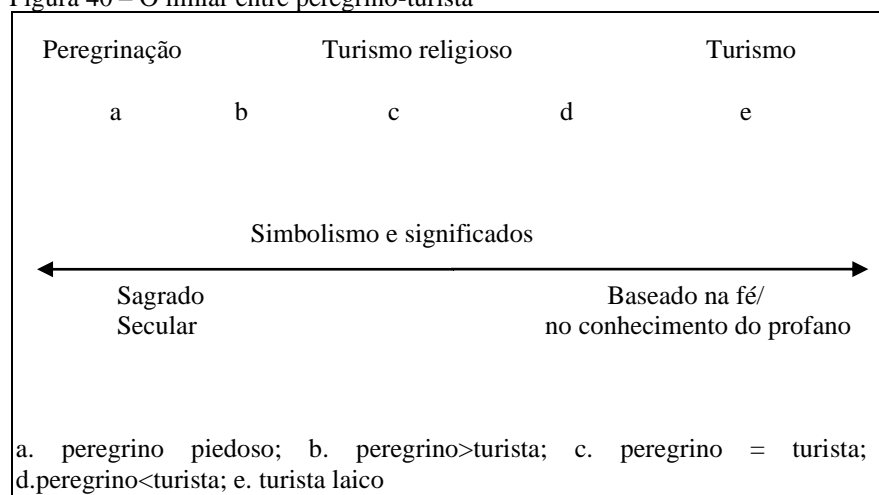 Figura 40 – O limiar entre peregrino-turista
Peregrinação Turismo religioso Turismo
a b c d e
Simbolismo e significados
Sagrado Baseado na fé/
Secular no conhecimento do profano
a. peregrino piedoso; b. peregrino>turista; c. peregrino = turista;
d.peregrino<turista; e. turista laico